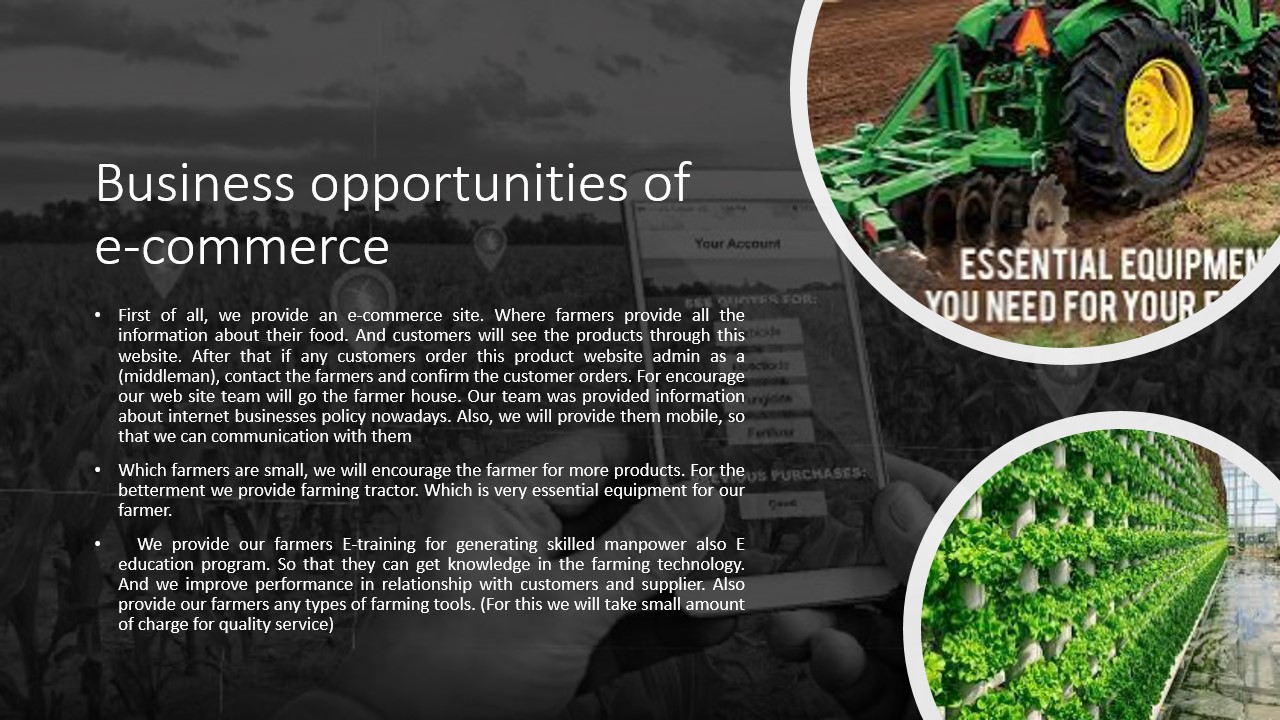 Business opportunities of
e-commerce
• First of all, we provide an e-commerce site. Where farmers provide all the
information about their food. And customers will see the products through this
website. After that if any customers order this product website admin as a
(middleman), contact the farmers and confirm the customer orders. For encourage
our web site team will go the farmer house. Our team was provided information
about internet businesses policy nowadays. Also, we will provide them mobile, so
that we can communication with them
• Which farmers are small, we will encourage the farmer for more products. For the
betterment we provide farming tractor. Which is very essential equipment for our
farmer.
• We provide our farmers E-training for generating skilled manpower also E
education program. So that they can get knowledge in the farming technology.
And we improve performance in relationship with customers and supplier. Also
provide our farmers any types of farming tools. (For this we will take small amount
of charge for quality service)
Your Account
SEE QUOTES FOR:
Fertilizer
PURCHASES:
Seed
ESSENTIAL EQUIPMEN
YOU NEED FOR YOUR